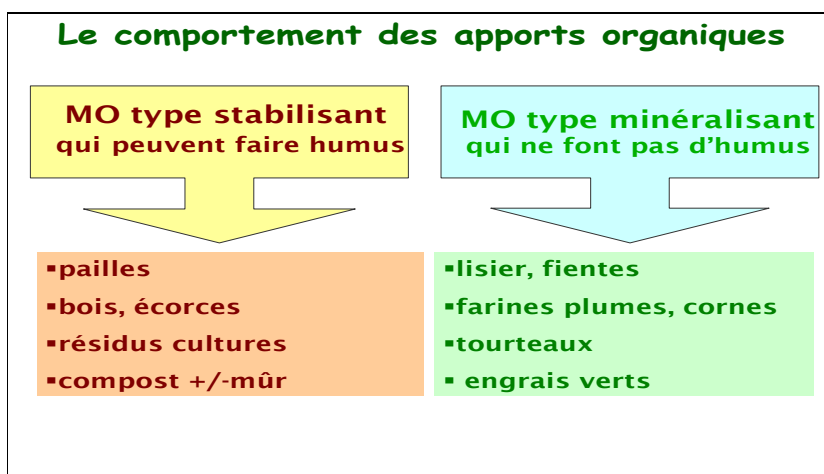 Le comportement des apports organiques
MO type stabilisant
qui peuvent faire humus
MO type minéralisant
qui ne font pas d'humus
▪pailles
▪bois, écorces
▪résidus cultures
▪compost +/-mûr
▪lisier, fientes
▪farines plumes, cornes
▪tourteaux
▪ engrais verts